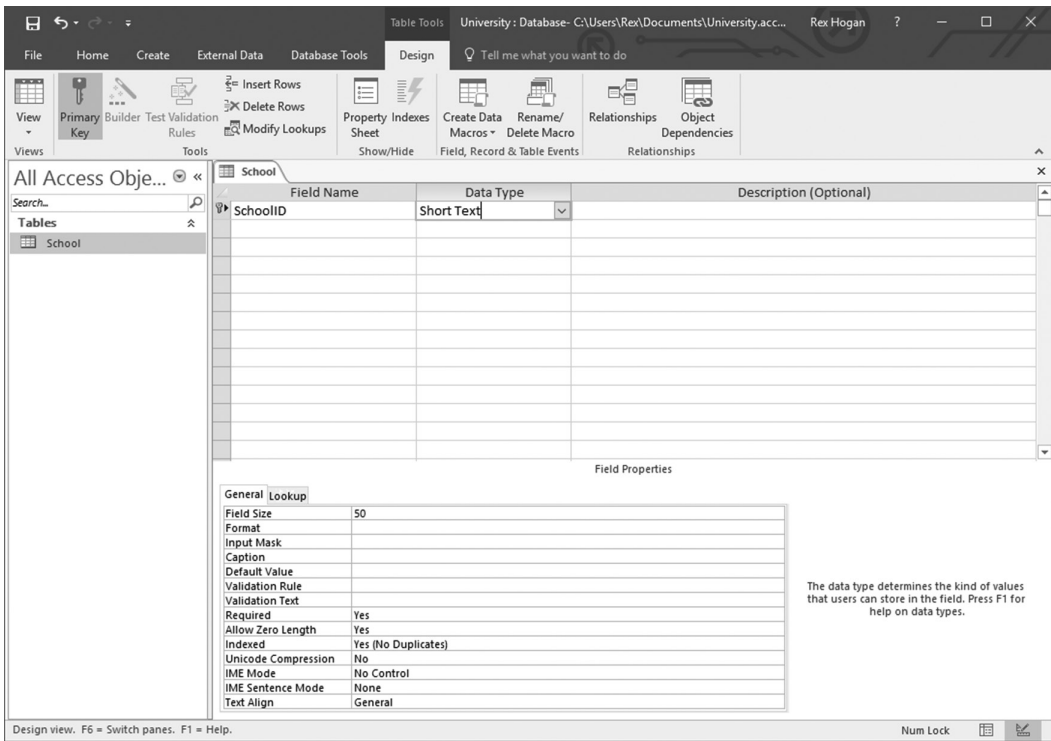 Table Tools University : Database- C:\Users\Rex\Documents\University.acc... Rex Hogan ?
File Home Create External Data Database Tools Design Tell me what you want to do
View
Primary Key
Builder
Test Validation Rules
Insert Rows
Delete Rows
Modify Lookups
Property Sheet
Indexes
Create Data Macros
Rename/ Delete Macro
Relationships
Object Dependencies
Views Tools Show/Hide Field, Record & Table Events Relationships
All Access Obje... «
Search...
Tables
School
School
Field Name Data Type Description (Optional)
SchoolID Short Text
Field Properties
General Lookup
Field Size 50
Format
Input Mask
Caption
Default Value
Validation Rule
Validation Text
Required Yes
Allow Zero Length Yes
Indexed Yes (No Duplicates)
Unicode Compression No
IME Mode No Control
IME Sentence Mode None
Text Align General
The data type determines the kind of values
that users can store in the field. Press F1 for
help on data types.
Design view. F6 = Switch panes. F1 = Help. Num Lock